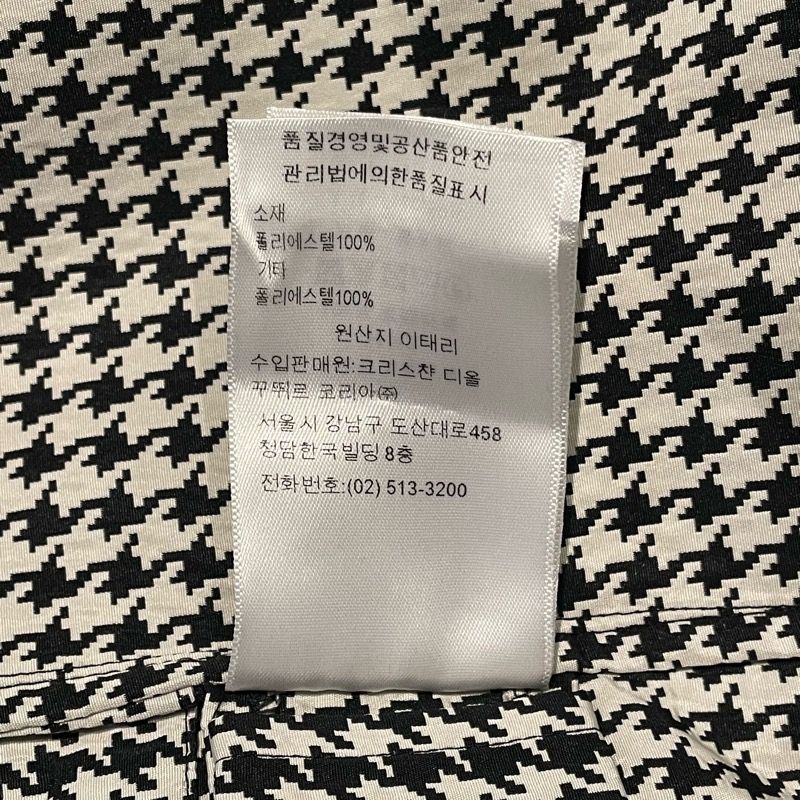 품질경영및공산품안전
관리법에의한품질표시
소재
폴리에스텔100%
기타
폴리에스텔100%
원산지 이태리
수입판매원:크리스챤 디올
꾸뛰르 코리아㈜
서울시 강남구 도산대로458
청담한국빌딩 8층
전화번호:(02) 513-3200